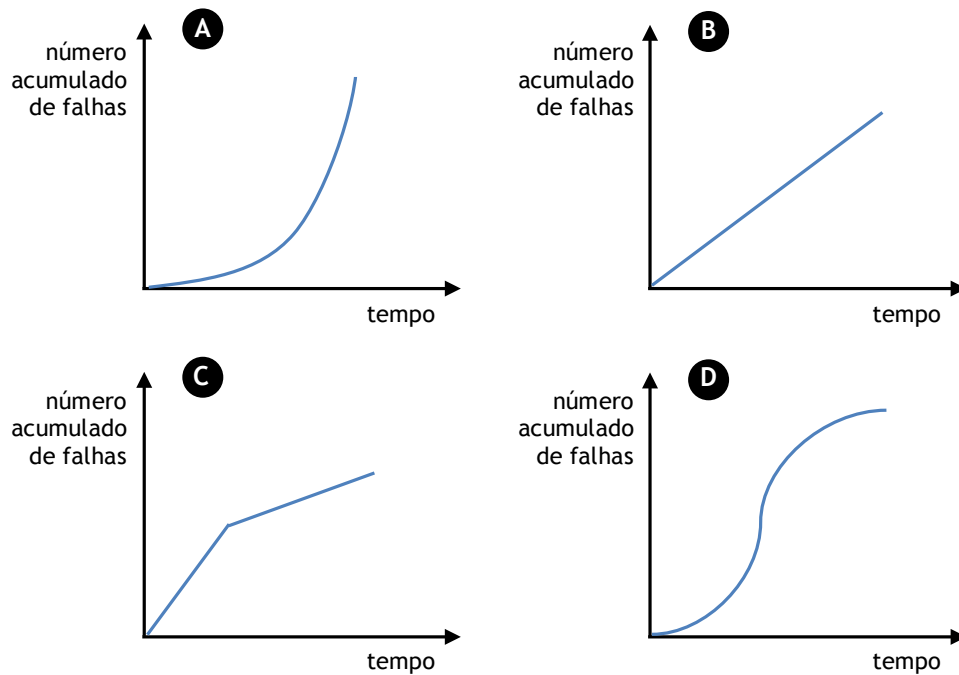 A
número
acumulado
de falhas
tempo
B
número
acumulado
de falhas
tempo
C
número
acumulado
de falhas
tempo
D
número
acumulado
de falhas
tempo